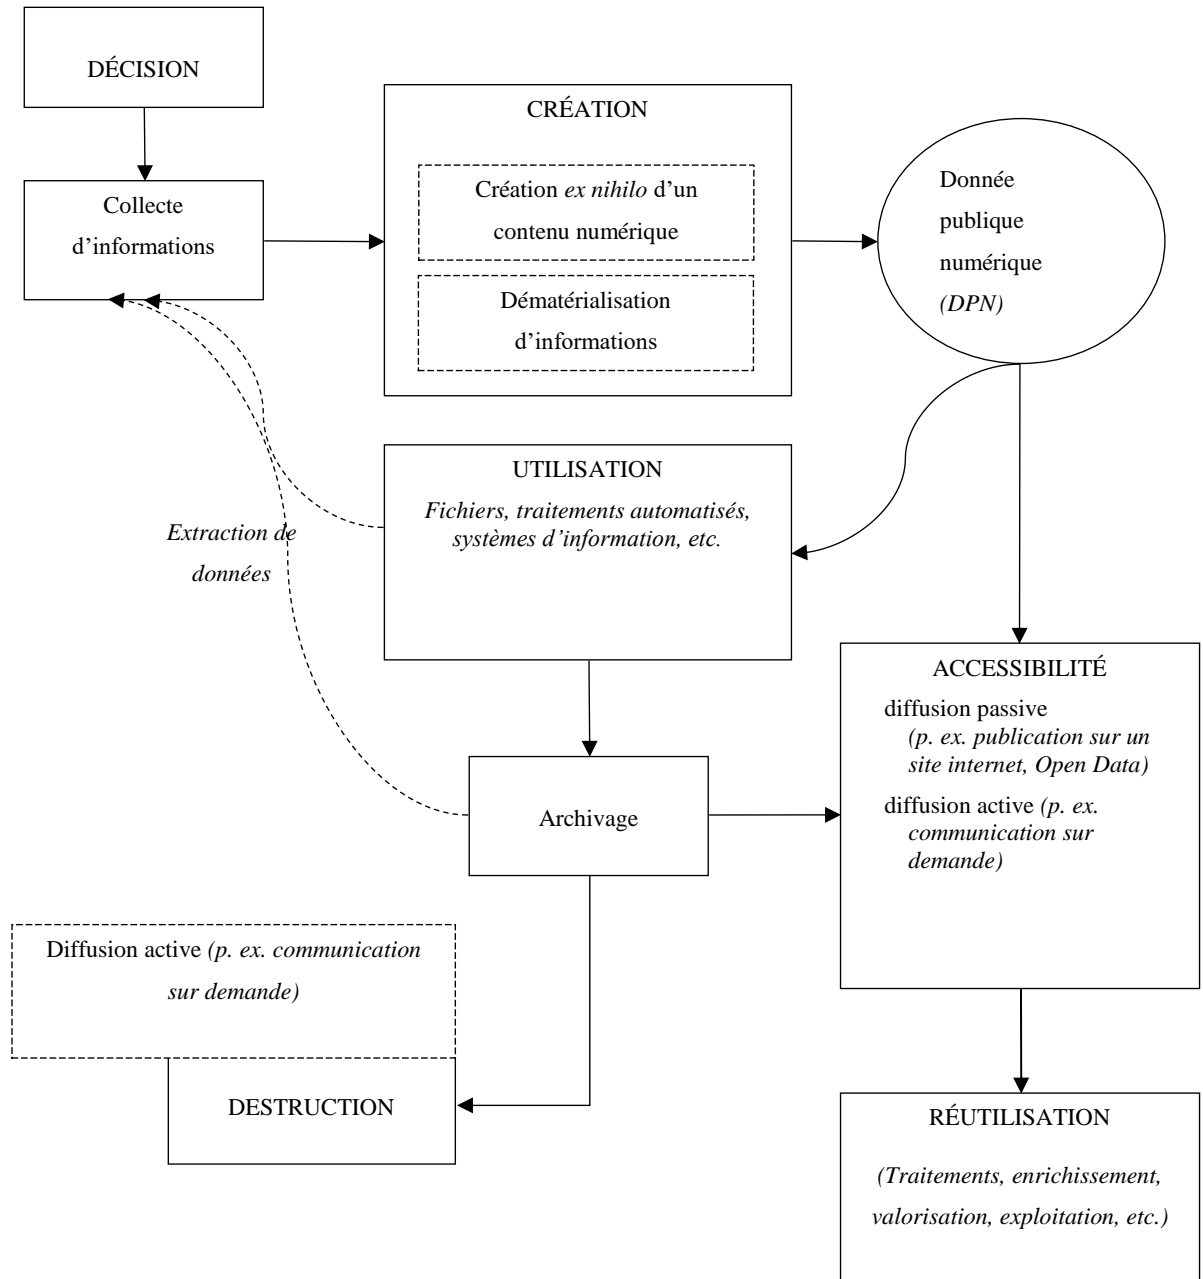 DÉCISION
Collecte
d’informations
CRÉATION
Création ex nihilo d’un
contenu numérique
Dématérialisation
d’informations
Donnée
publique
numérique
(DPN)
UTILISATION
Fichiers, traitements automatisés,
systèmes d’information, etc.
Extraction de
données
ACCESSIBILITÉ
diffusion passive
(p. ex. publication sur un
site internet, Open Data)
diffusion active (p. ex.
communication sur
demande)
Archivage
Diffusion active (p. ex. communication
sur demande)
DESTRUCTION
RÉUTILISATION
(Traitements, enrichissement,
valorisation, exploitation, etc.)